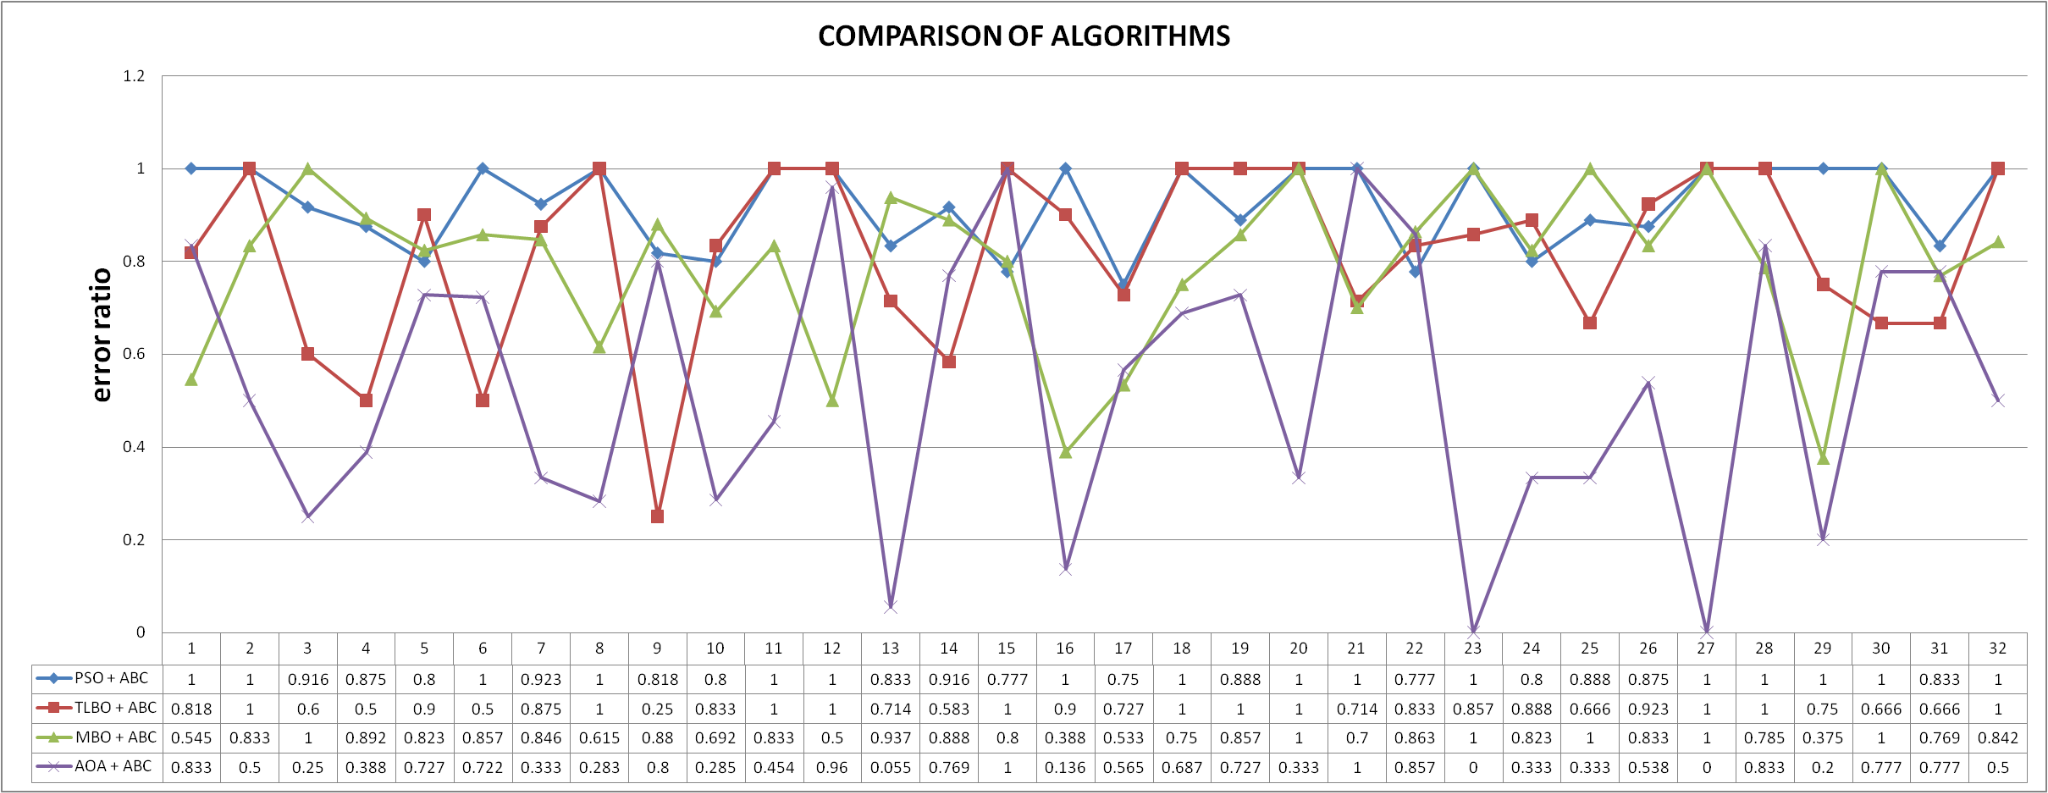 COMPARISON OF ALGORITHMS
error ratio
1.2
1
0.8
0.6
0.4
0.2
0
1 2 3 4 5 6 7 8 9 10 11 12 13 14 15 16 17 18 19 20 21 22 23 24 25 26 27 28 29 30 31 32
PSO + ABC 1 1 0.916 0.875 0.8 1 0.923 1 0.818 0.8 1 1 0.833 0.916 0.777 1 0.75 1 0.888 1 1 0.777 1 0.8 0.888 0.875 1 1 1 1 0.833 1
TLBO + ABC 0.818 1 0.6 0.5 0.9 0.5 0.875 1 0.25 0.833 1 1 0.714 0.583 1 0.9 0.727 1 1 1 0.714 0.833 0.857 0.888 0.666 0.923 1 1 0.75 0.666 0.666 1
MBO + ABC 0.545 0.833 1 0.892 0.823 0.857 0.846 0.615 0.88 0.692 0.833 0.5 0.937 0.888 0.8 0.388 0.533 0.75 0.857 1 0.7 0.863 1 0.823 1 0.833 1 0.785 0.375 1 0.769 0.842
AOA + ABC 0.833 0.5 0.25 0.388 0.727 0.722 0.333 0.283 0.8 0.285 0.454 0.96 0.055 0.769 1 0.136 0.565 0.687 0.727 0.333 1 0.857 0 0.333 0.333 0.538 0 0.833 0.2 0.777 0.777 0.5